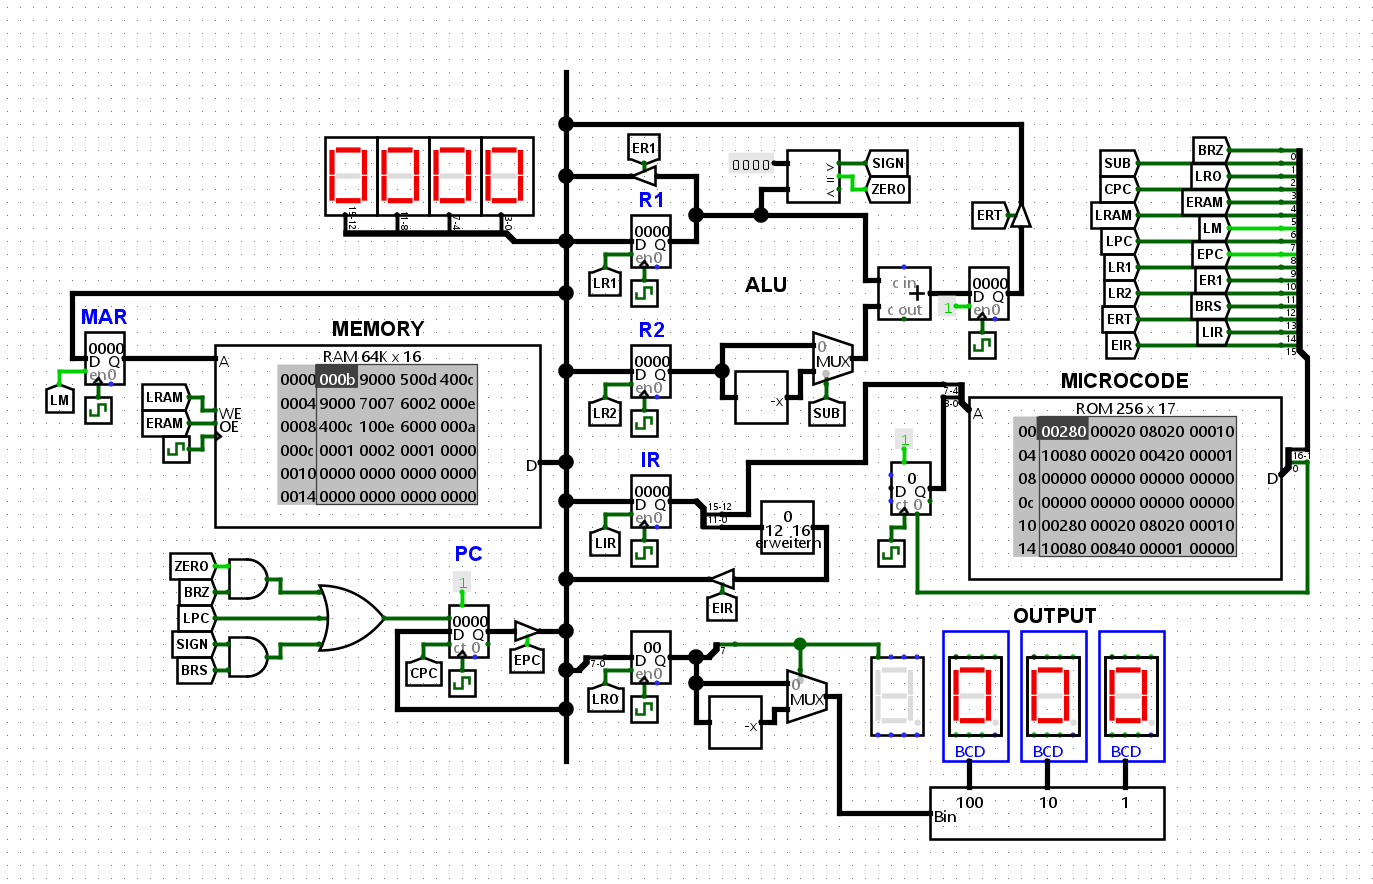 ER1
0000
>
=
<
SIGN
ZERO
BRZ
SUB
LRO
CPC
ERAM
LRAM
LM
LPC
EPC
LR1
ER1
LR2
BRS
ERT
LIR
EIR
0
1
2
3
4
5
6
7
8
9
10
11
12
13
14
15
15-12
11-8
7-4
3-0
R1
0000
D Q
en0
LR1
ERT
ALU
c in
+
c out
1
0000
D Q
en0
MAR
0000
D Q
en0
LM
MEMORY
RAM 64K x 16
A
0000 000b 9000 500d 400c
0004 9000 7007 6002 000e
0008 400c 100e 6000 000a
000c 0001 0002 0001 0000
0010 0000 0000 0000 0000
0014 0000 0000 0000 0000
LRAM
ERAM
WE
OE
D
R2
0000
D Q
en0
LR2
0
MUX
-x
SUB
MICROCODE
ROM 256 x 17
7-4
3-0
A
00 00280 00020 08020 00010
04 10080 00020 00420 00001
08 00000 00000 00000 00000
0c 00000 00000 00000 00000
10 00280 00020 08020 00010
14 10080 00840 00001 00000
D
16-1
0
1
0
D Q
ct 0
IR
0000
D Q
en0
LIR
15-12
11-0
0
12 16
erweitern
EIR
PC
ZERO
BRZ
LPC
SIGN
BRS
1
0000
D Q
ct 0
CPC
EPC
7-0
00
D Q
en0
LRO
7
0
MUX
-x
OUTPUT
BCD
BCD
BCD
100 10 1
Bin